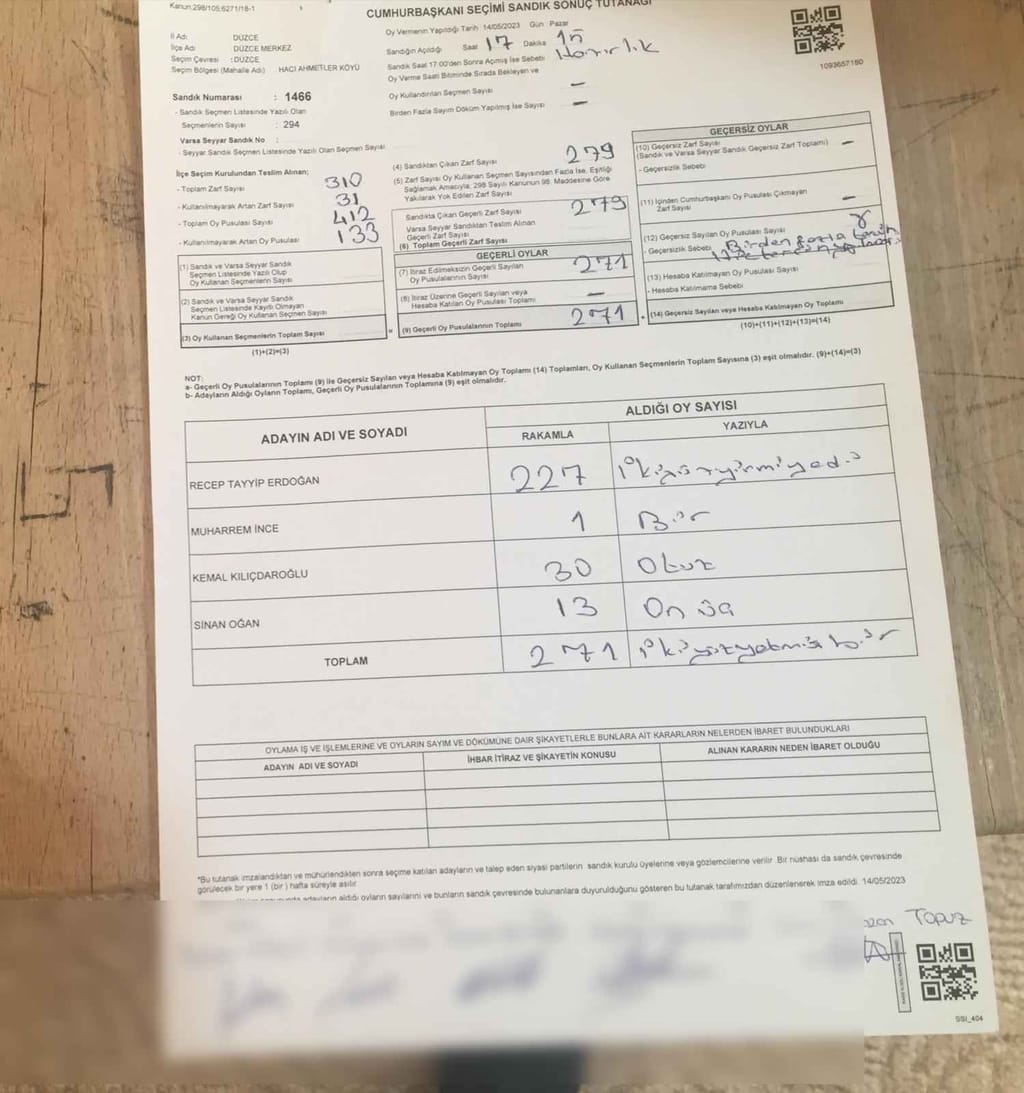 Kanun:298/105;6271/18-1
CUMHURBAŞKANI SEÇİMİ SANDIK SONUÇ TUTANAĞI
İl Adı: DÜZCE
İlçe Adı DÜZCE MERKEZ
Seçim Çevresi :DÜZCE
Seçim Bölgesi (Mahalle Adı) HACI AHMETLER KÖYÜ
Oy Vermenin Yapıldığı Tarih 14/05/2023 Gün Pazar
Sandığın Açıldığı Saat 17 Dakika 15
Sandık Saat 17:00'den Sonra Açımış İse Sebebi Hazırlık
Oy Verme Saati Bitiminde Sırada Bekleyen ve
Oy Kullandırılan Seçmen Sayısı —
Birden Fazla Sayım Döküm Yapılmış İse Sayısı —
1093657160
Sandık Numarası : 1466
- Sandık Seçmen Listesinde Yazılı Olan
Seçmenlerin Sayısı : 294
Varsa Seyyar Sandık No :
- Seyyar Sandık Seçmen Listesinde Yazılı Olan Seçmen Sayısı
İlçe Seçim Kurulundan Teslim Alınan;
- Toplam Zarf Sayısı 310
- Kullanılmayarak Artan Zarf Sayısı 31
- Toplam Oy Pusulası Sayısı 412
- Kullanılmayarak Artan Oy Pusulası 133
(1) Sandık ve Varsa Seyyar Sandık
Seçmen Listesinde Yazılı Olup
Oy Kullanan Seçmenlerin Sayısı
(2) Sandık ve Varsa Seyyar Sandık
Seçmen Listesinde Kayıtlı Olmayan
Kanun Gereği Oy Kullanan Seçmen Sayısı
(3) Oy Kullanan Seçmenlerin Toplam Sayısı
(1)+(2)=(3)
(4) Sandıktan Çıkan Zarf Sayısı 279
(5) Zarf Sayısı Oy Kullanan Seçmen Sayısından Fazla İse, Eşitliği
Sağlamak Amacıyla; 298 Sayılı Kanunun 98. Maddesine Göre
Yakılarak Yok Edilen Zarf Sayısı
Sandıkta Çıkan Geçerli Zarf Sayısı 279
Varsa Seyyar Sandıktan Teslim Alınan
Geçerli Zarf Sayısı
(6) Toplam Geçerli Zarf Sayısı
GEÇERLİ OYLAR
(7) İtiraz Edilmeksizin Geçerli Sayılan
Oy Pusulalarının Sayısı 271
(8) İtiraz Üzerine Geçerli Sayılan veya
Hesaba Katılan Oy Pusulası Toplamı —
= (9) Geçerli Oy Pusulalarının Toplamı 271
GEÇERSİZ OYLAR
(10) Geçersiz Zarf Sayısı
(Sandık ve Varsa Seyyar Sandık Geçersiz Zarf Toplamı) —
- Geçersizlik Sebebi
(11) İçinden Cumhurbaşkanı Oy Pusulası Çıkmayan
Zarf Sayısı —
(12) Geçersiz Sayılan Oy Pusulası Sayısı 8
- Geçersizlik Sebebi Birden fazla
(13) Hesaba Katılmayan Oy Pusulası Sayısı
- Hesaba Katılmama Sebebi
+ (14) Geçersiz Sayılan veya Hesaba Katılmayan Oy Toplamı
(10)+(11)+(12)+(13)=(14)
NOT:
a- Geçerli Oy Pusulalarının Toplamı (9) ile Geçersiz Sayılan veya Hesaba Katılmayan Oy Toplamı (14) Toplamları, Oy Kullanan Seçmenlerin Toplam Sayısına (3) eşit olmalıdır. (9)+(14)=(3)
b- Adayların Aldığı Oyların Toplamı, Geçerli Oy Pusulalarının Toplamına (9) eşit olmalıdır.
ADAYIN ADI VE SOYADI
ALDIĞI OY SAYISI
RAKAMLA YAZIYLA
RECEP TAYYİP ERDOĞAN 227 ikiyüzyirmiyedi
MUHARREM İNCE 1 Bir
KEMAL KILIÇDAROĞLU 30 Otuz
SİNAN OĞAN 13 On üç
TOPLAM 271 ikiyüzyetmiş bir
OYLAMA İŞ VE İŞLEMLERİNE VE OYLARIN SAYIM VE DÖKÜMÜNE DAİR ŞİKAYETLERLE BUNLARA AİT KARARLARIN NELERDEN İBARET BULUNDUKLARI
ADAYIN ADI VE SOYADI İHBAR İTİRAZ VE ŞİKAYETİN KONUSU ALINAN KARARIN NEDEN İBARET OLDUĞU
*Bu tutanak imzalandıktan ve mühürlendikten sonra seçime katılan adayların ve talep eden siyasi partilerin sandık kurulu üyelerine veya gözlemcilerine verilir. Bir nüshası da sandık çevresinde
görülecek bir yere 1 (bir) hafta süreyle asılır.
adayların aldığı oyların sayılarını ve bunların sandık çevresinde bulunanlara duyurulduğunu gösteren bu tutanak tarafımızdan düzenlenerek imza edildi. 14/05/2023
TOPUZ
SSI_404